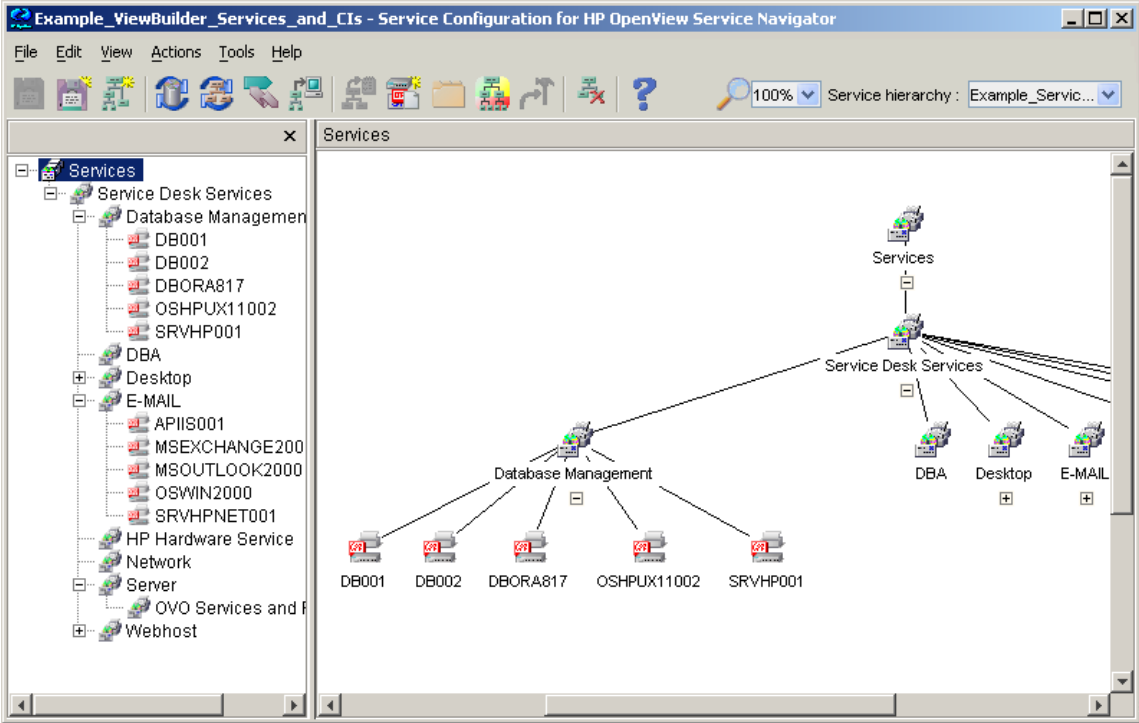 Example_ViewBuilder_Services_and_CIs - Service Configuration for HP OpenView Service Navigator
File Edit View Actions Tools Help
100% Service hierarchy : Example_Servic...
Services
Services
Service Desk Services
Database Managemen
DB001
DB002
DBORA817
OSHPUX11002
SRVHP001
DBA
Desktop
E-MAIL
APIIS001
MSEXCHANGE200
MSOUTLOOK2000
OSWIN2000
SRVHPNET001
HP Hardware Service
Network
Server
OVO Services and
Webhost
Services
Service Desk Services
Database Management
DBA Desktop E-MAIL
DB001 DB002 DBORA817 OSHPUX11002 SRVHP001